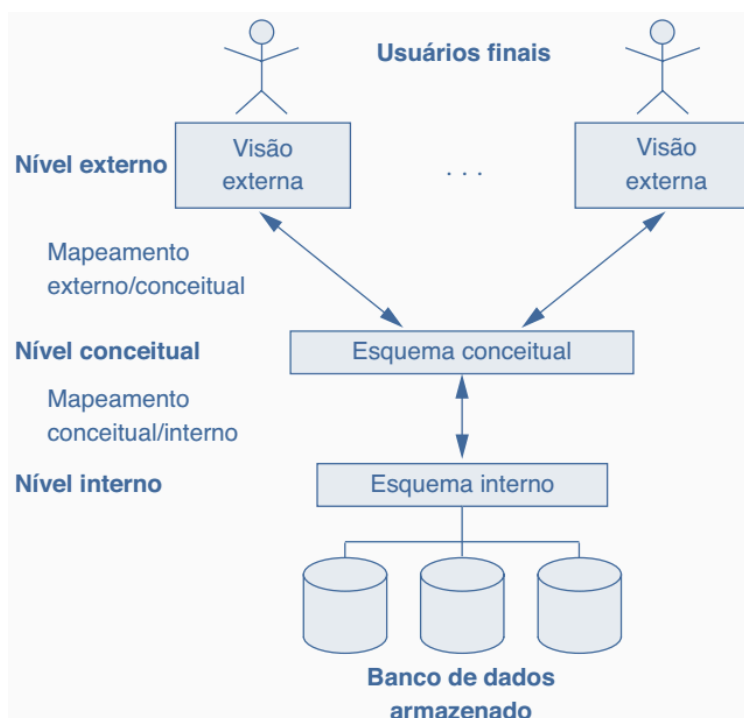 Usuários finais
Nível externo
Visão
externa
. . .
Visão
externa
Mapeamento
externo/conceitual
Nível conceitual
Esquema conceitual
Mapeamento
conceitual/interno
Nível interno
Esquema interno
Banco de dados
armazenado